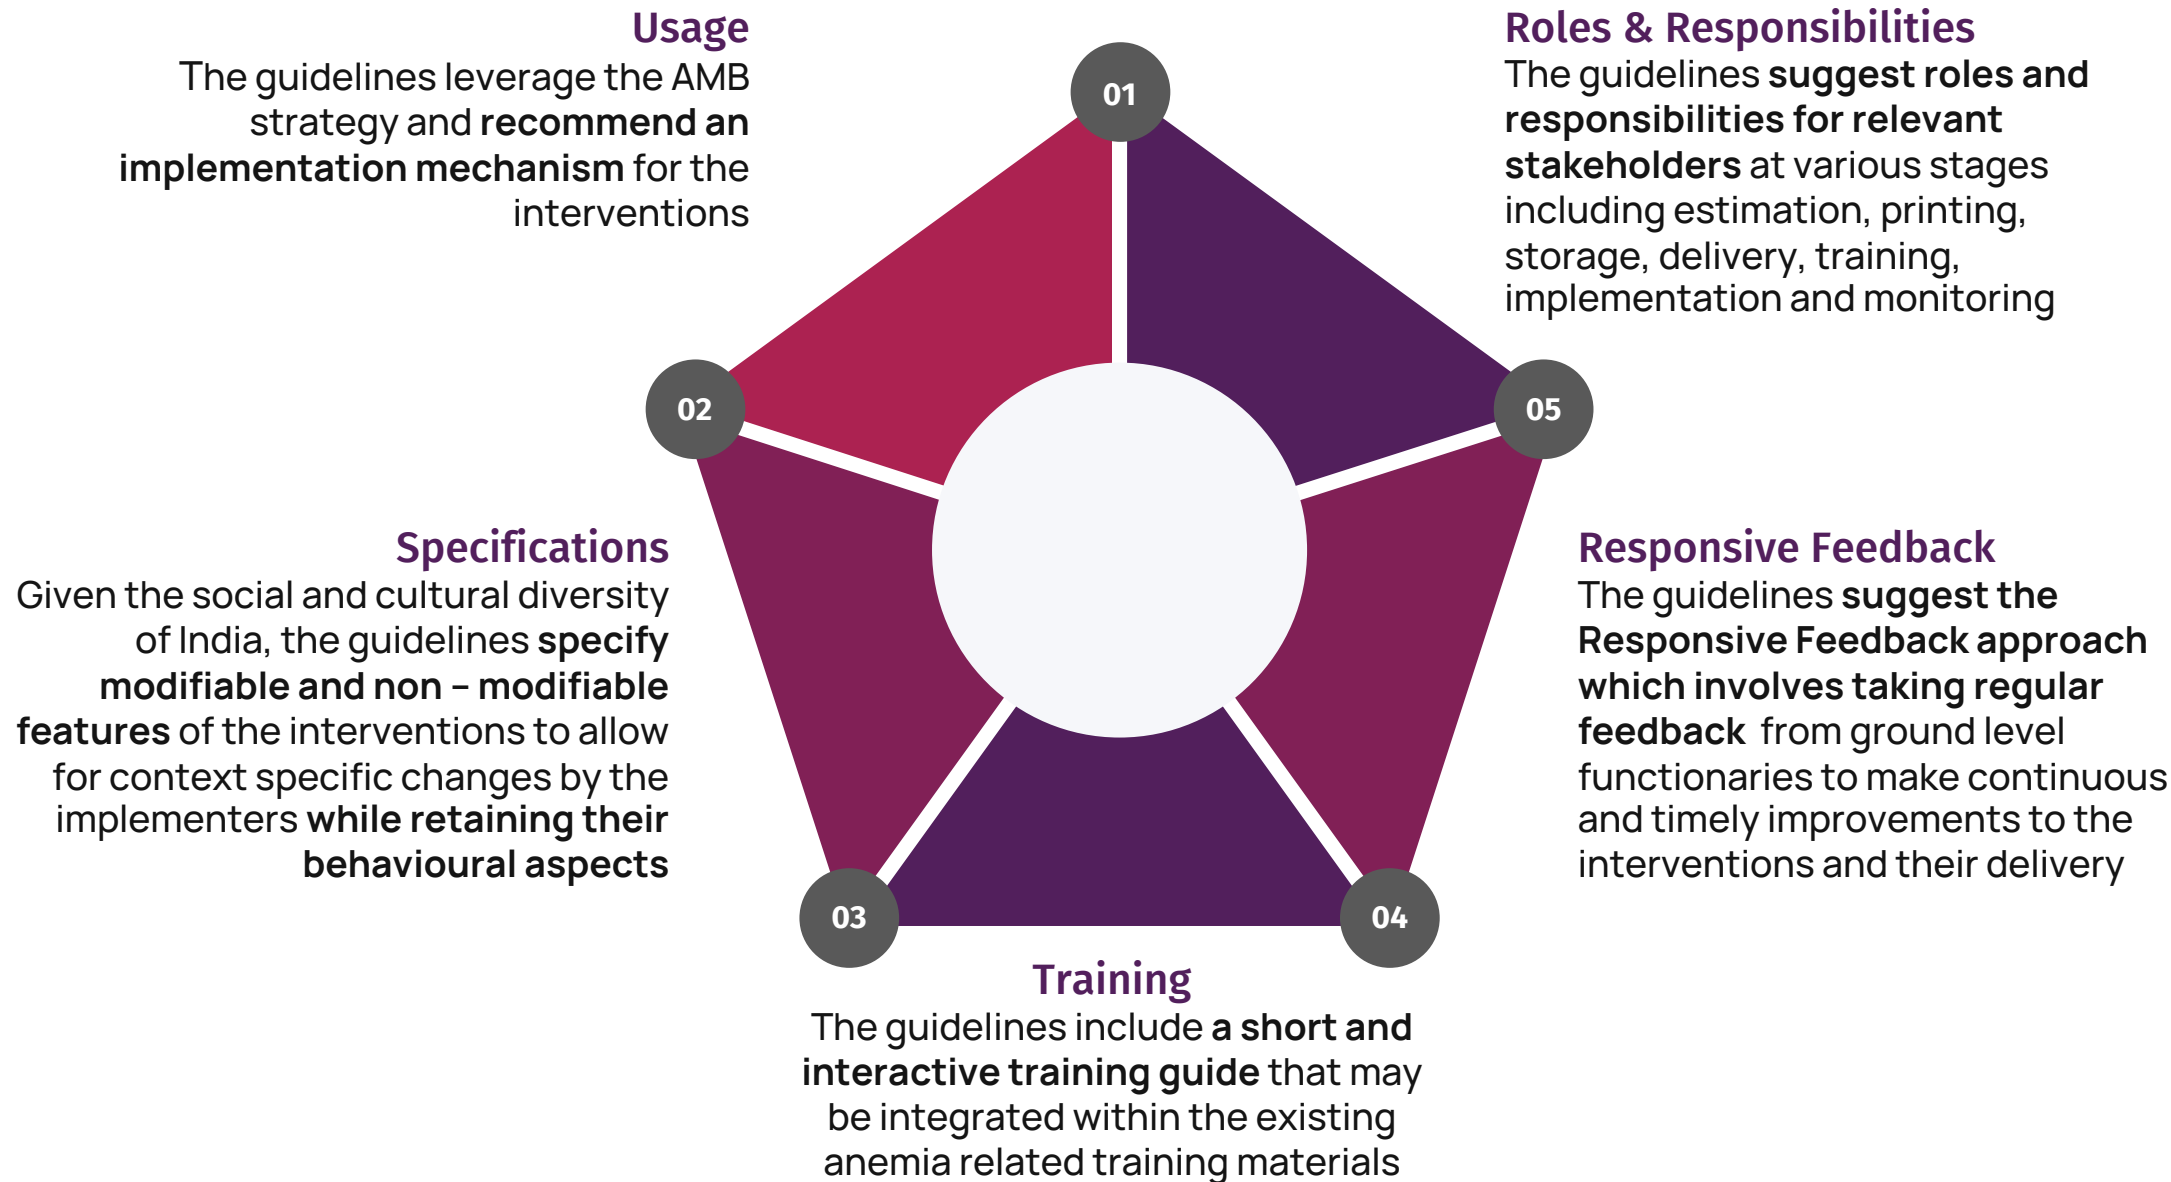 Usage
The guidelines leverage the AMB
strategy and recommend an
implementation mechanism for the
interventions
01
Roles & Responsibilities
The guidelines suggest roles and
responsibilities for relevant
stakeholders at various stages
including estimation, printing,
storage, delivery, training,
implementation and monitoring
02
05
Specifications
Given the social and cultural diversity
of India, the guidelines specify
modifiable and non – modifiable
features of the interventions to allow
for context specific changes by the
implementers while retaining their
behavioural aspects
Responsive Feedback
The guidelines suggest the
Responsive Feedback approach
which involves taking regular
feedback from ground level
functionaries to make continuous
and timely improvements to the
interventions and their delivery
03
04
Training
The guidelines include a short and
interactive training guide that may
be integrated within the existing
anemia related training materials